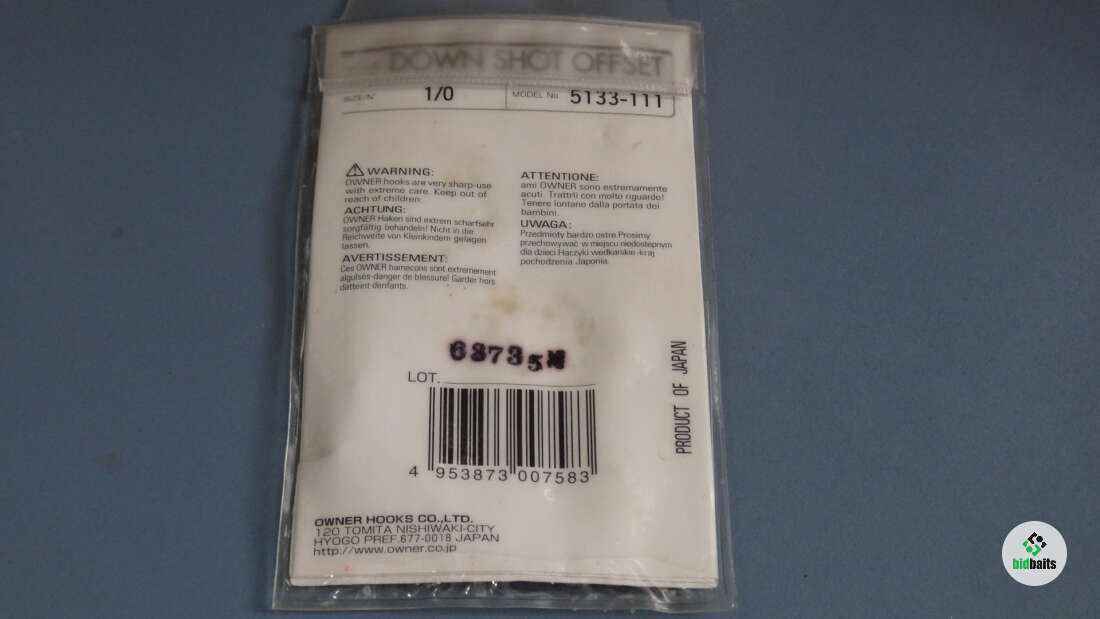 DOWN SHOT OFFSET
SIZE/N° 1/0 MODEL No. 5133-111
WARNING:
OWNER hooks are very sharp-use
with extreme care. Keep out of
reach of children.
ACHTUNG:
OWNER Haken sind extrem scharfsehr
sorgfältig behandeln! Nicht in die
Reichweite von Kleinkindern gelagen
lassen.
AVERTISSEMENT:
Ces OWNER hamecons sont extremement
alguisés-danger de blessure! Garder hors
datteint denfants.
ATTENTIONE:
ami OWNER sono estremamente
acuti. Trattrli con molto riguardo!
Tenere lontano dalla portata dei
bambini.
UWAGA:
Przedmioty bardzo ostre.Prosimy
przechowywać w miejscu niedostepnym
dla dzieci.Haczyki wedkarskie-kraj
pochodzenia Japonia.
LOT.
4 953873 007583
PRODUCT OF JAPAN
OWNER HOOKS CO.,LTD.
120 TOMITA NISHIWAKI-CITY
HYOGO PREF.677-0018 JAPAN
http://www.owner.co.jp
bidbaits